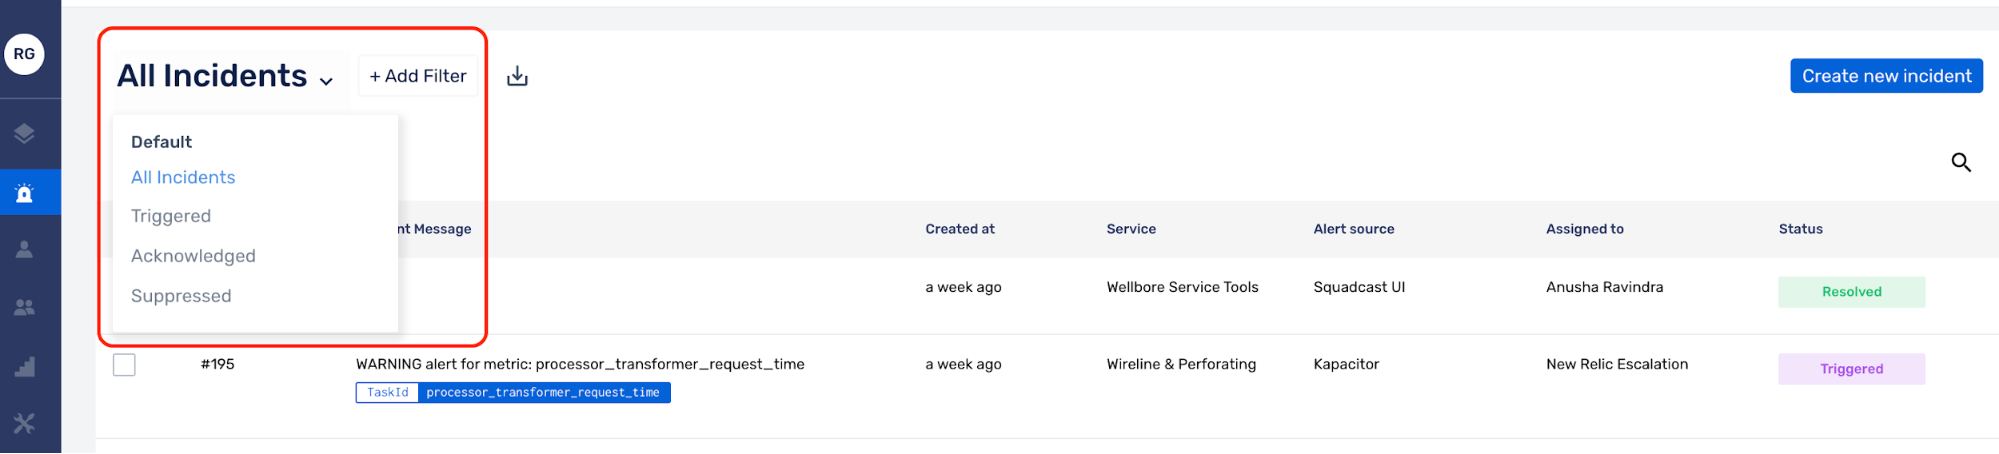 RG
All Incidents
+ Add Filter
Create new incident
Default
All Incidents
Triggered
Acknowledged
Suppressed
nt Message
Created at
Service
Alert source
Assigned to
Status
a week ago
Wellbore Service Tools
Squadcast UI
Anusha Ravindra
Resolved
#195
WARNING alert for metric: processor_transformer_request_time
a week ago
Wireline & Perforating
Kapacitor
New Relic Escalation
Triggered
TaskId processor_transformer_request_time